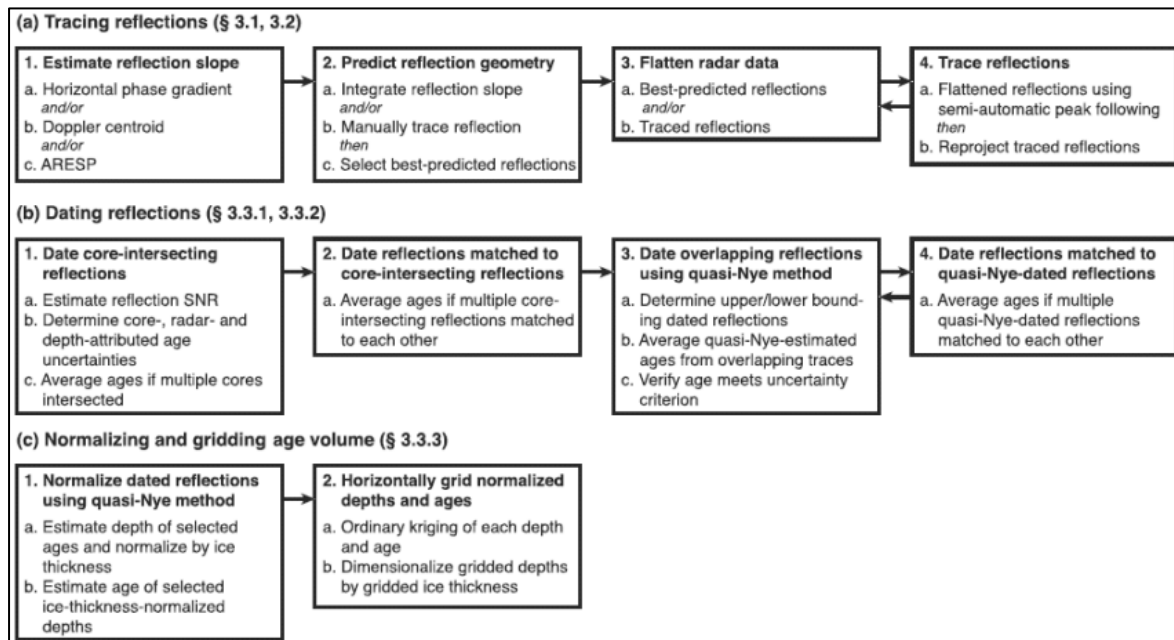 (a) Tracing reflections (§ 3.1, 3.2)
1. Estimate reflection slope
a. Horizontal phase gradient
and/or
b. Doppler centroid
and/or
c. ARESP
2. Predict reflection geometry
a. Integrate reflection slope
and/or
b. Manually trace reflection
then
c. Select best-predicted reflections
3. Flatten radar data
a. Best-predicted reflections
and/or
b. Traced reflections
4. Trace reflections
a. Flattened reflections using
semi-automatic peak following
then
b. Reproject traced reflections
(b) Dating reflections (§ 3.3.1, 3.3.2)
1. Date core-intersecting
reflections
a. Estimate reflection SNR
b. Determine core-, radar- and
depth-attributed age
uncertainties
c. Average ages if multiple cores
intersected
2. Date reflections matched to
core-intersecting reflections
a. Average ages if multiple core-
intersecting reflections matched
to each other
3. Date overlapping reflections
using quasi-Nye method
a. Determine upper/lower bound-
ing dated reflections
b. Average quasi-Nye-estimated
ages from overlapping traces
c. Verify age meets uncertainty
criterion
4. Date reflections matched to
quasi-Nye-dated reflections
a. Average ages if multiple
quasi-Nye-dated reflections
matched to each other
(c) Normalizing and gridding age volume (§ 3.3.3)
1. Normalize dated reflections
using quasi-Nye method
a. Estimate depth of selected
ages and normalize by ice
thickness
b. Estimate age of selected
ice-thickness-normalized
depths
2. Horizontally grid normalized
depths and ages
a. Ordinary kriging of each depth
and age
b. Dimensionalize gridded depths
by gridded ice thickness